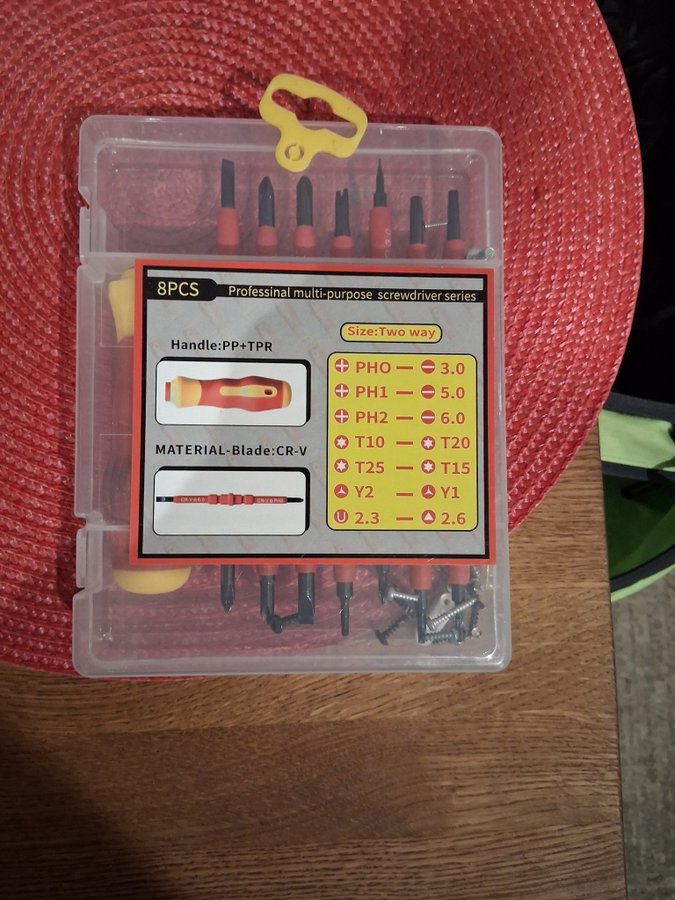 8PCS
Professinal multi-purpose screwdriver series
Handle:PP+TPR
MATERIAL-Blade:CR-V
Size:Two way
PHO — 3.0
PH1 — 5.0
PH2 — 6.0
T10 — T20
T25 — T15
Y2 — Y1
U 2.3 — 2.6